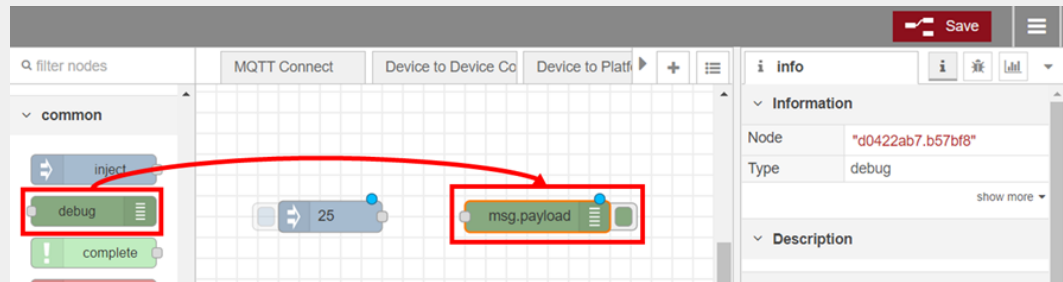 Save
filter nodes
MQTT Connect
Device to Device Co
Device to Platf
i info
i
common
Information
Node
"d0422ab7.b57bf8"
inject
Type
debug
debug
25
msg.payload
show more
complete
Description